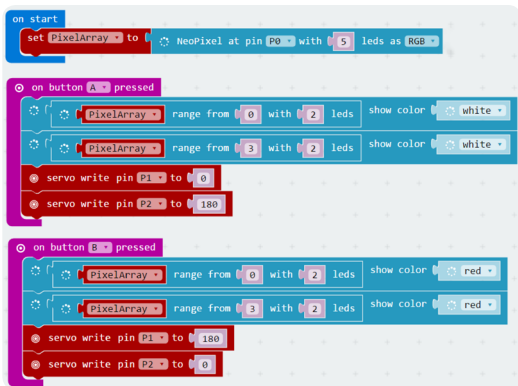 on start
set PixelArray to NeoPixel at pin P0 with 5 leds as RGB
on button A pressed
PixelArray range from 0 with 2 leds show color white
PixelArray range from 3 with 2 leds show color white
servo write pin P1 to 0
servo write pin P2 to 180
on button B pressed
PixelArray range from 0 with 2 leds show color red
PixelArray range from 3 with 2 leds show color red
servo write pin P1 to 180
servo write pin P2 to 0